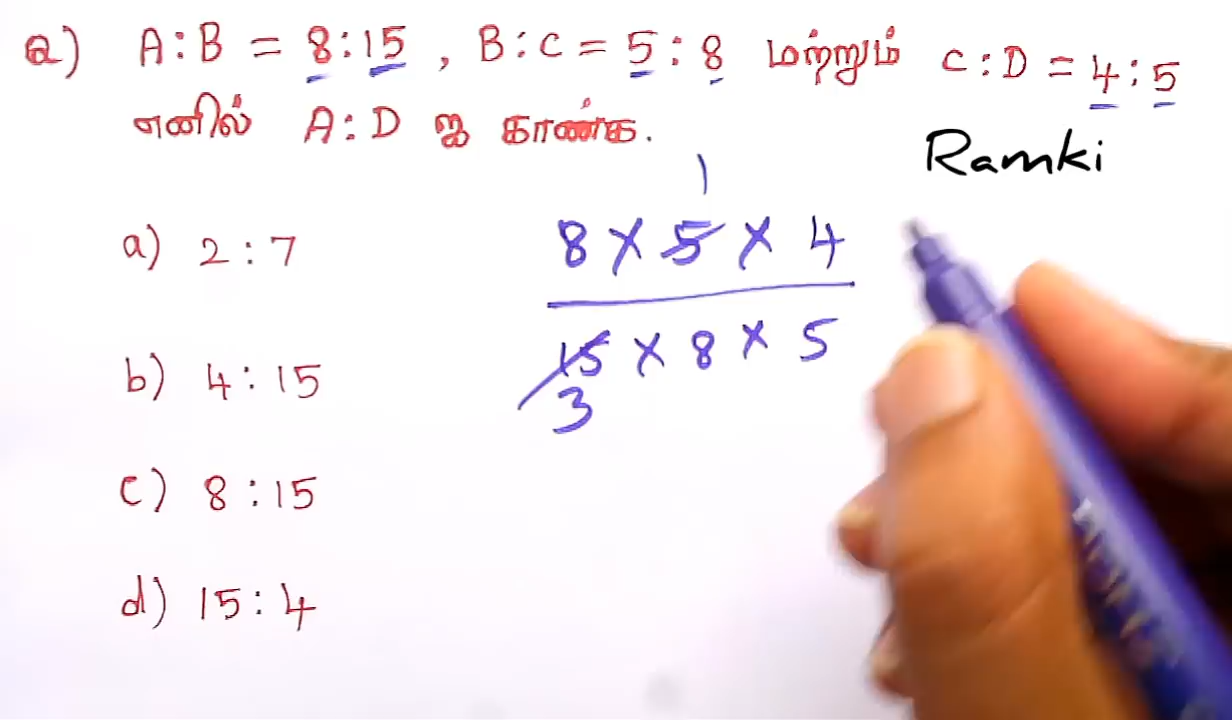 2) A:B = 8:15 , B:C = 5:8 மற்றும் C:D = 4:5
எனில் A:D ஐ காண்க.
Ramki
1
8 × 5 × 4
15 × 8 × 5
3
a) 2:7
b) 4:15
c) 8:15
d) 15:4